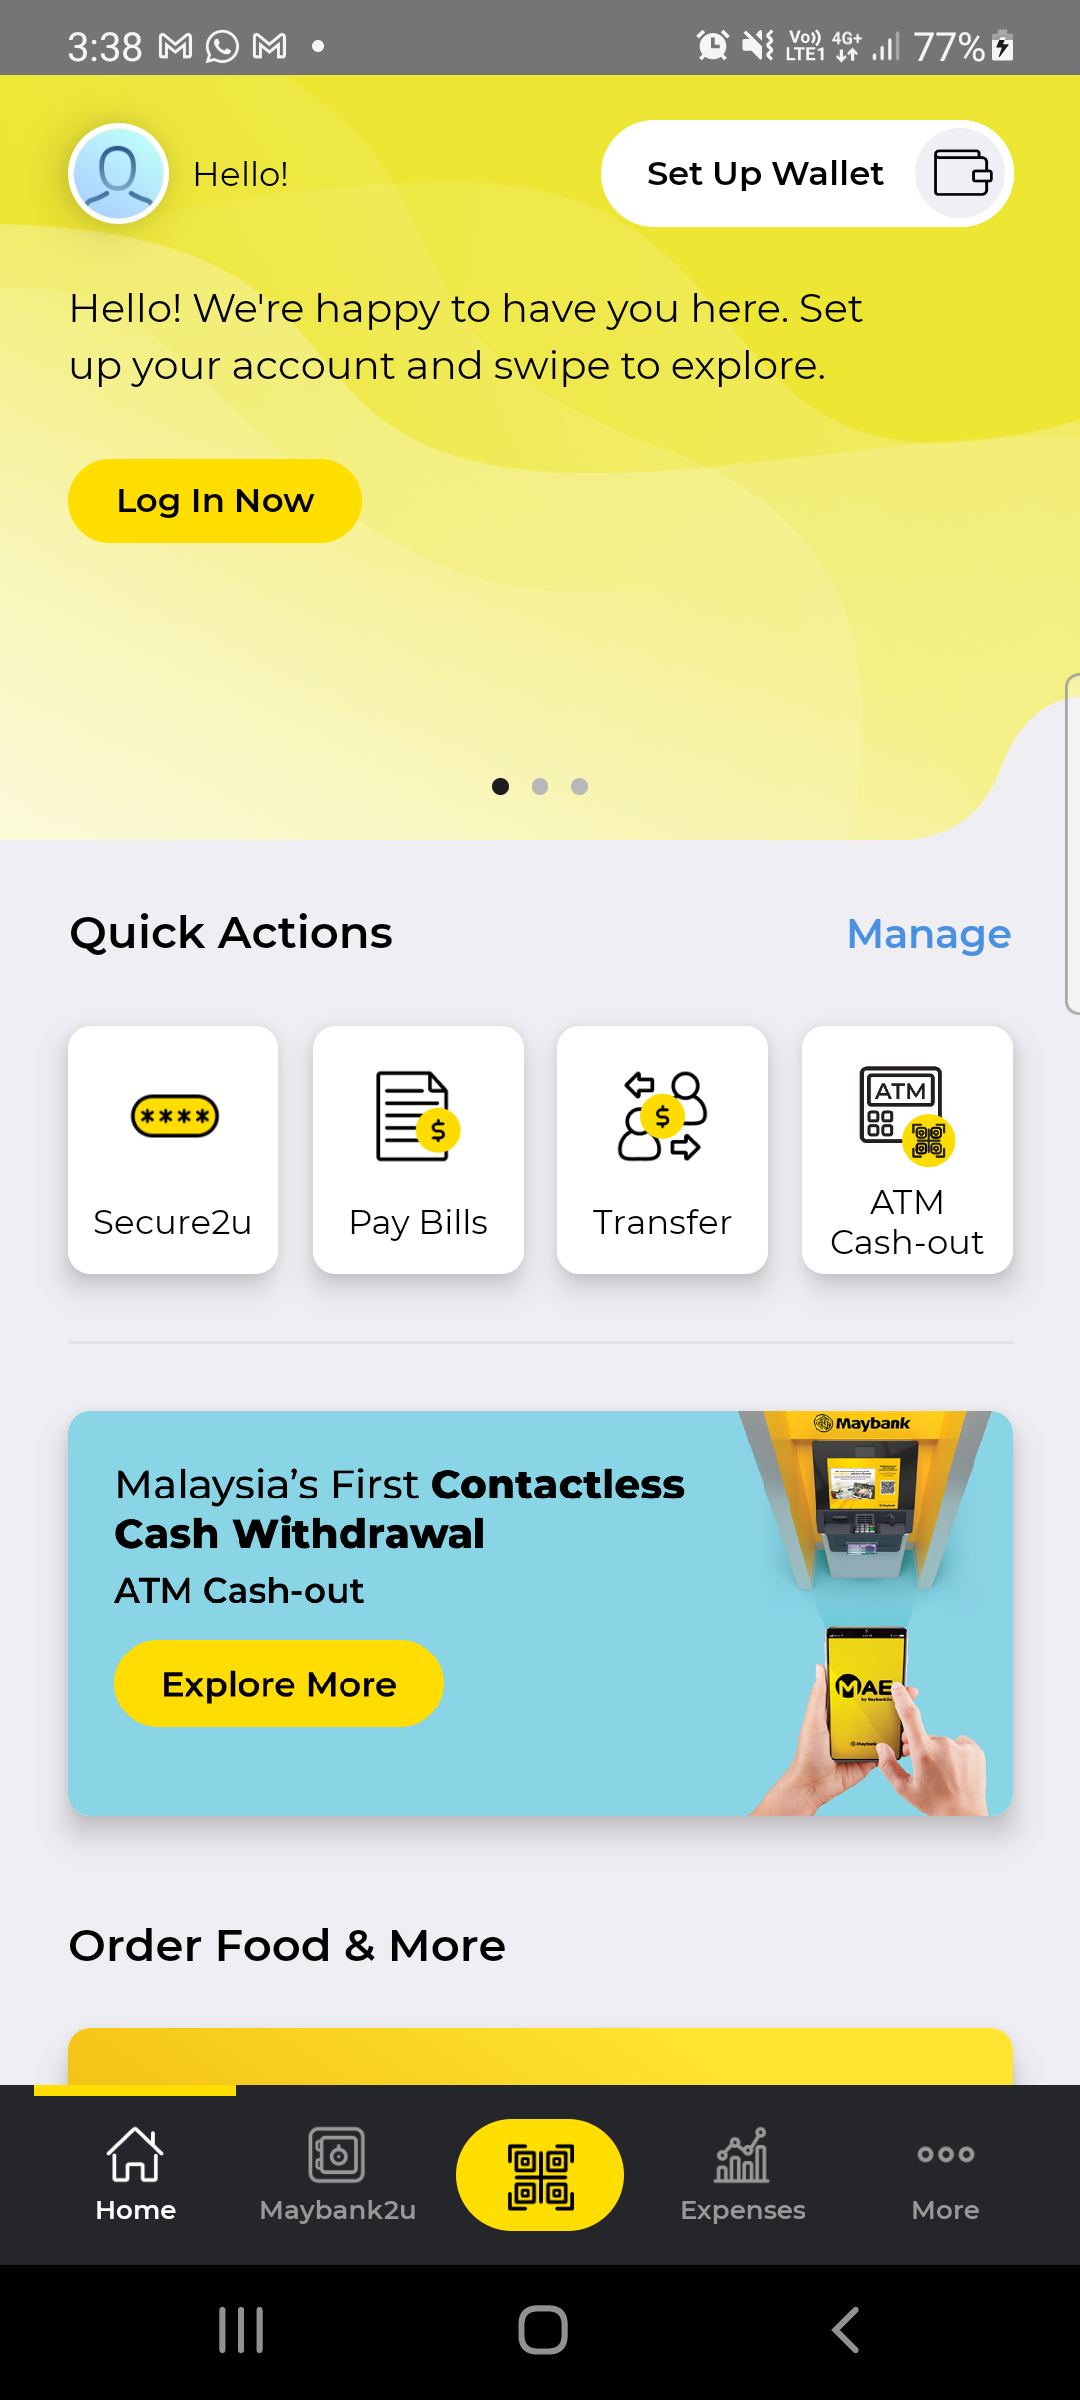 3:38
Vo)) LTE1 4G+ 77%
Hello!
Set Up Wallet
Hello! We're happy to have you here. Set
up your account and swipe to explore.
Log In Now
Quick Actions
Manage
****
$
$
ATM
Secure2u
Pay Bills
Transfer
ATM
Cash-out
Maybank
Malaysia’s First Contactless
Cash Withdrawal
ATM Cash-out
Explore More
MAE
by Maybank2u
Maybank
Order Food & More
Home
Maybank2u
Expenses
More